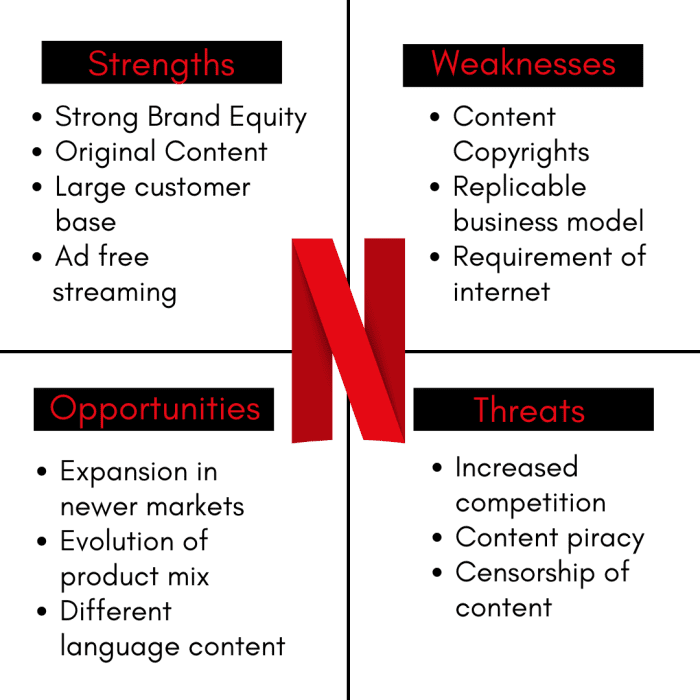 Strengths
• Strong Brand Equity
• Original Content
• Large customer
base
• Ad free
streaming
Weaknesses
• Content
Copyrights
• Replicable
business model
• Requirement of
internet
N
Opportunities
• Expansion in
newer markets
• Evolution of
product mix
• Different
language content
Threats
• Increased
competition
• Content piracy
• Censorship of
content